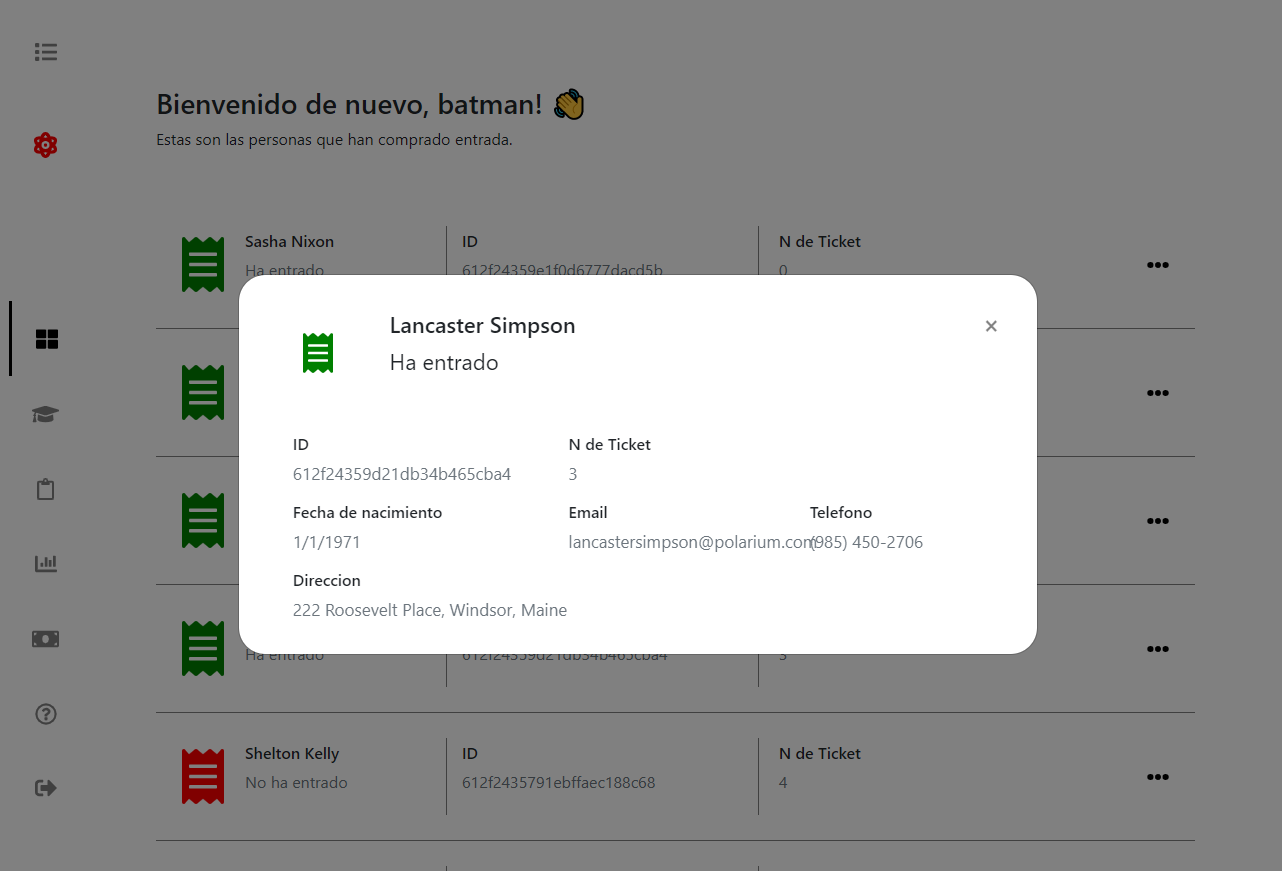 Bienvenido de nuevo, batman! 👋
Estas son las personas que han comprado entrada.
Sasha Nixon
ID
N de Ticket
Ha entrado
612f24359e1f0d6777dacd5b
0
Lancaster Simpson
×
Ha entrado
ID
N de Ticket
612f24359d21db34b465cba4
3
Fecha de nacimiento
Email
Telefono
1/1/1971
lancastersimpson@polarium.com
(985) 450-2706
Direccion
222 Roosevelt Place, Windsor, Maine
Ha entrado
612f24359d21db34b465cba4
3
Shelton Kelly
ID
N de Ticket
No ha entrado
612f2435791ebffaec188c68
4